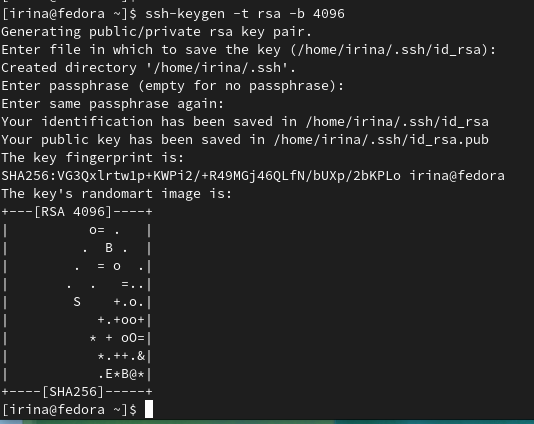 [irina@fedora ~]$ ssh-keygen -t rsa -b 4096
Generating public/private rsa key pair.
Enter file in which to save the key (/home/irina/.ssh/id_rsa):
Created directory '/home/irina/.ssh'.
Enter passphrase (empty for no passphrase):
Enter same passphrase again:
Your identification has been saved in /home/irina/.ssh/id_rsa
Your public key has been saved in /home/irina/.ssh/id_rsa.pub
The key fingerprint is:
SHA256:VG3Qxlrtw1p+KWPi2/+R49MGj46QLfN/bUXp/2bKPLo irina@fedora
The key's randomart image is:
+---[RSA 4096]----+
|          o= .   |
|         .  B .  |
|        .  = o  .|
|       .  .   =..|
|        S    +.o.|
|           +.+oo+|
|          * + oO=|
|           *.++.&|
|           .E*B@*|
+----[SHA256]-----+
[irina@fedora ~]$